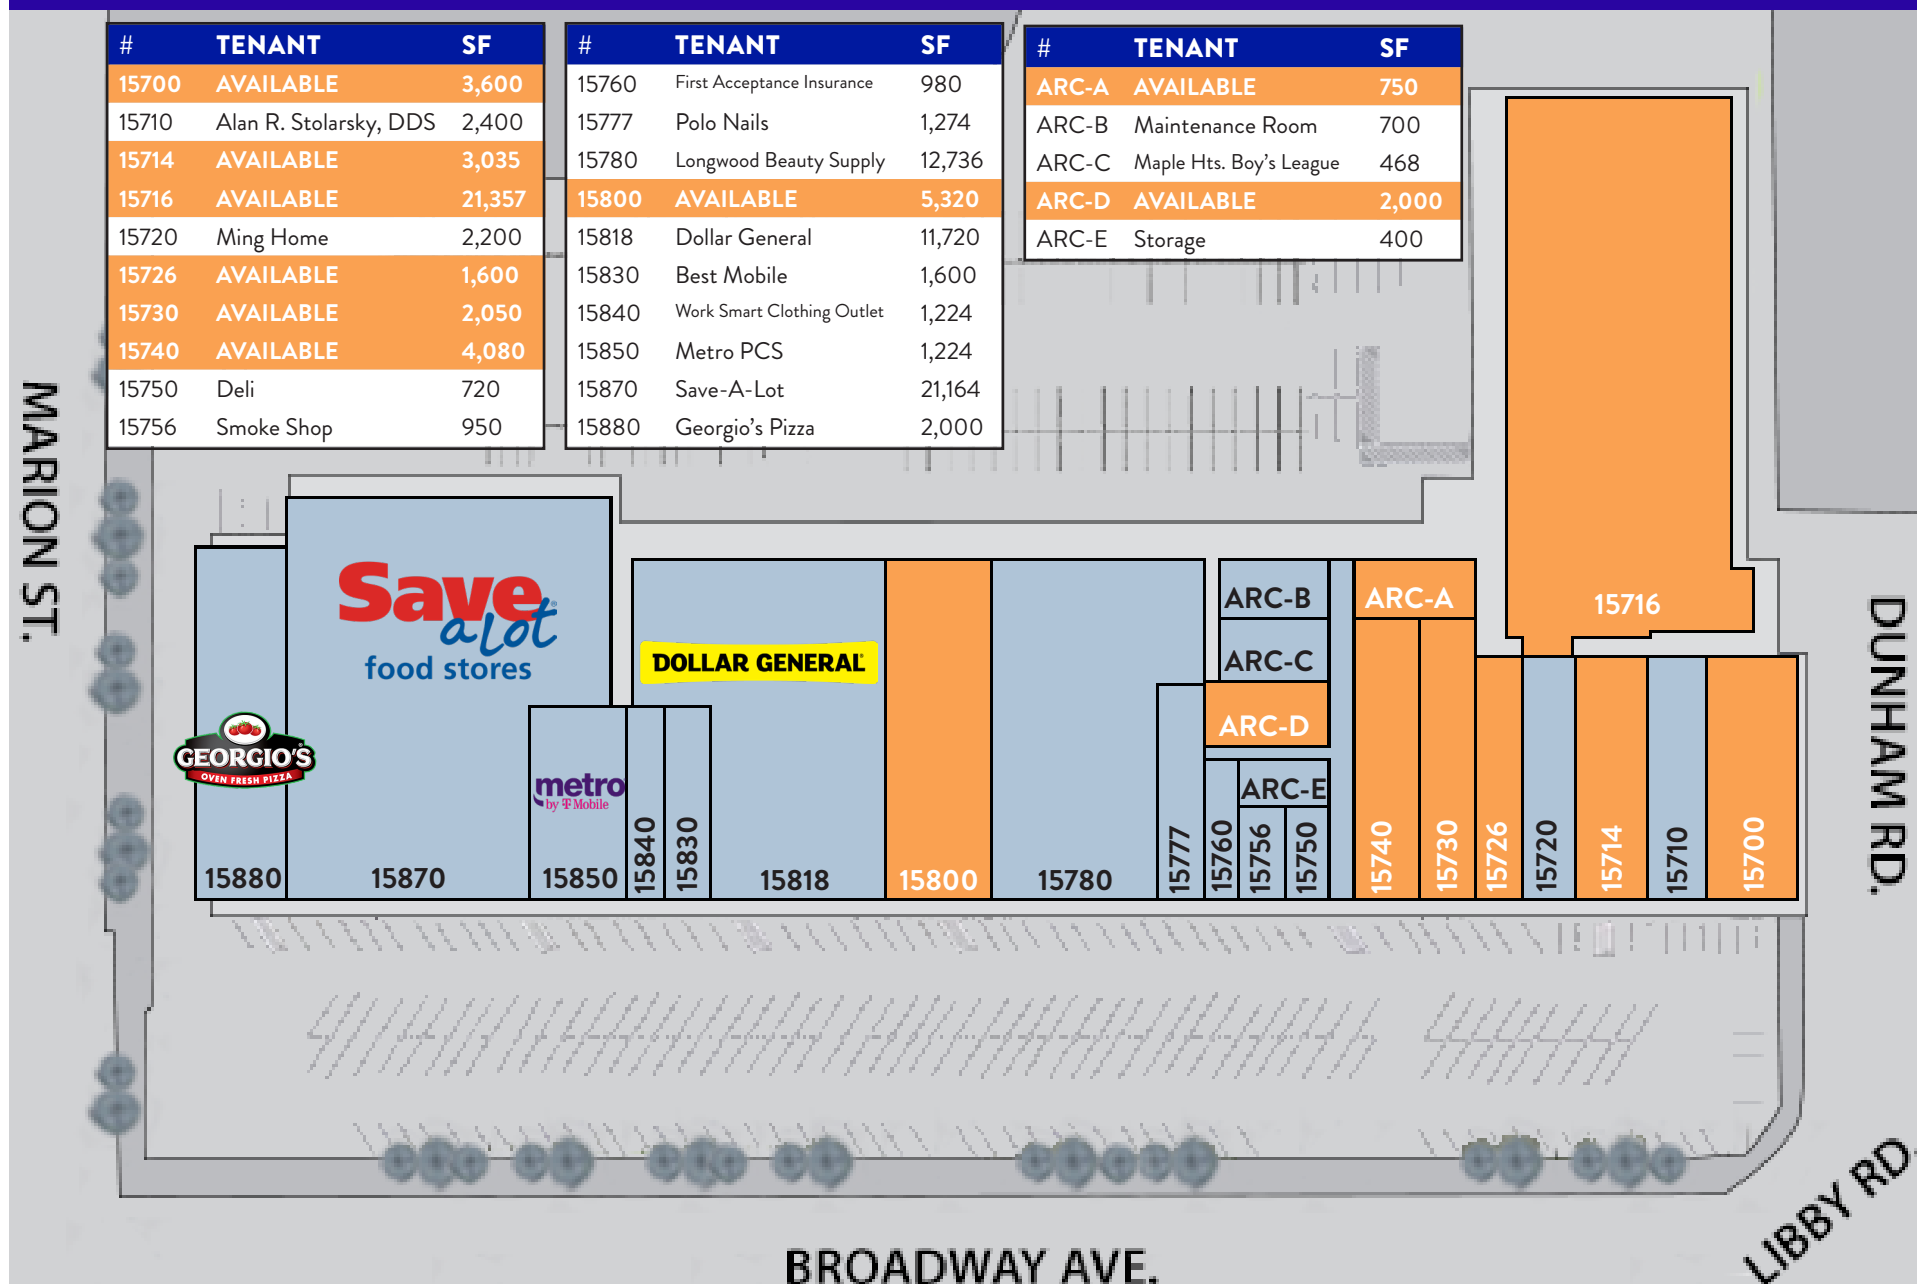 # TENANT SF
15700 AVAILABLE 3,600
15710 Alan R. Stolarsky, DDS 2,400
15714 AVAILABLE 3,035
15716 AVAILABLE 21,357
15720 Ming Home 2,200
15726 AVAILABLE 1,600
15730 AVAILABLE 2,050
15740 AVAILABLE 4,080
15750 Deli 720
15756 Smoke Shop 950
# TENANT SF
15760 First Acceptance Insurance 980
15777 Polo Nails 1,274
15780 Longwood Beauty Supply 12,736
15800 AVAILABLE 5,320
15818 Dollar General 11,720
15830 Best Mobile 1,600
15840 Work Smart Clothing Outlet 1,224
15850 Metro PCS 1,224
15870 Save-A-Lot 21,164
15880 Georgio's Pizza 2,000
# TENANT SF
ARC-A AVAILABLE 750
ARC-B Maintenance Room 700
ARC-C Maple Hts. Boy's League 468
ARC-D AVAILABLE 2,000
ARC-E Storage 400
MARION ST.
DUNHAM RD.
Save
a Lot
food stores
DOLLAR GENERAL
GEORGIO'S
OVEN FRESH PIZZA
metro
by T Mobile
ARC-B
ARC-A
15716
ARC-C
ARC-D
ARC-E
15880
15870
15850
15840
15830
15818
15800
15780
15777
15760
15756
15750
15740
15730
15726
15720
15714
15710
15700
LIBBY RD.
BROADWAY AVE.